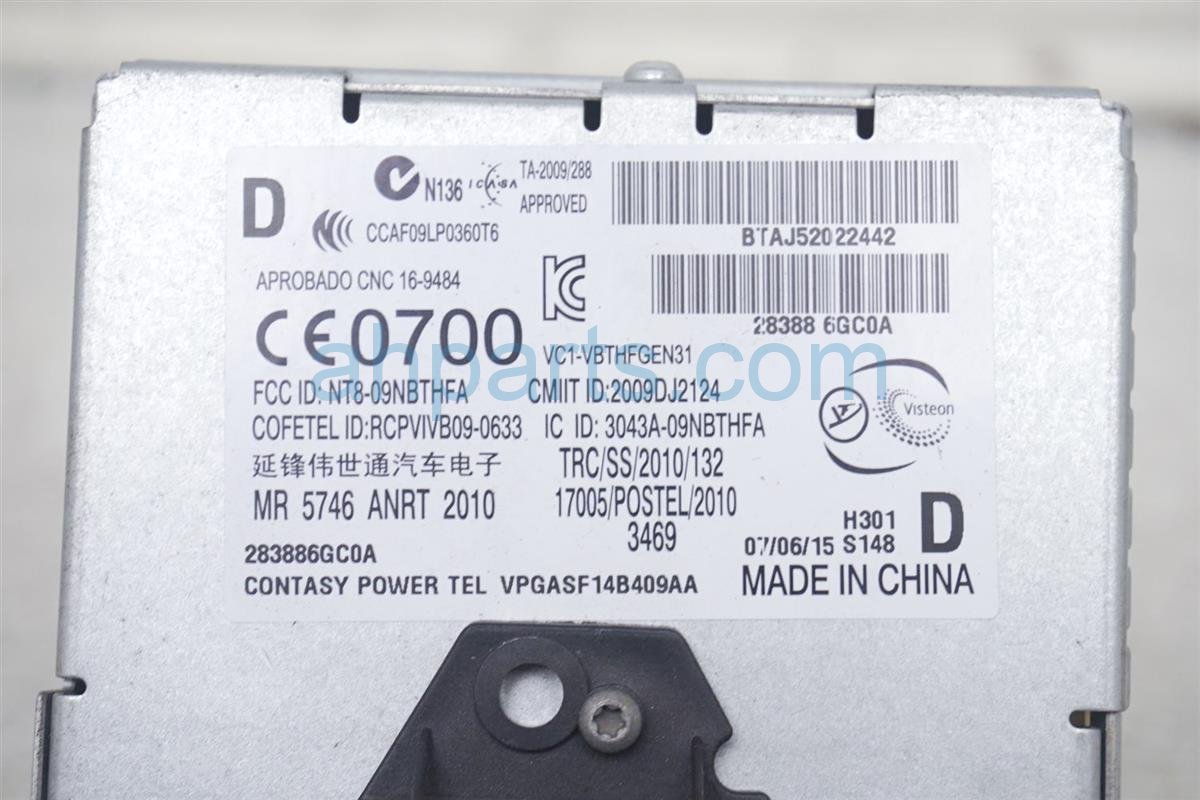 D
N136
ICASA
TA-2009/288
APPROVED
CCAF09LP0360T6
BTAJ52022442
APROBADO CNC 16-9484
28388 6GC0A
CE0700
VC1-VBTHFGEN31
ahparts.com
FCC ID: NT8-09NBTHFA
CMIIT ID:2009DJ2124
Visteon
COFETEL ID:RCPVIVB09-0633
IC ID: 3043A-09NBTHFA
延锋伟世通汽车电子
TRC/SS/2010/132
MR 5746 ANRT 2010
17005/POSTEL/2010
3469
H301
07/06/15 S148
D
283886GC0A
CONTASY POWER TEL VPGASF14B409AA
MADE IN CHINA